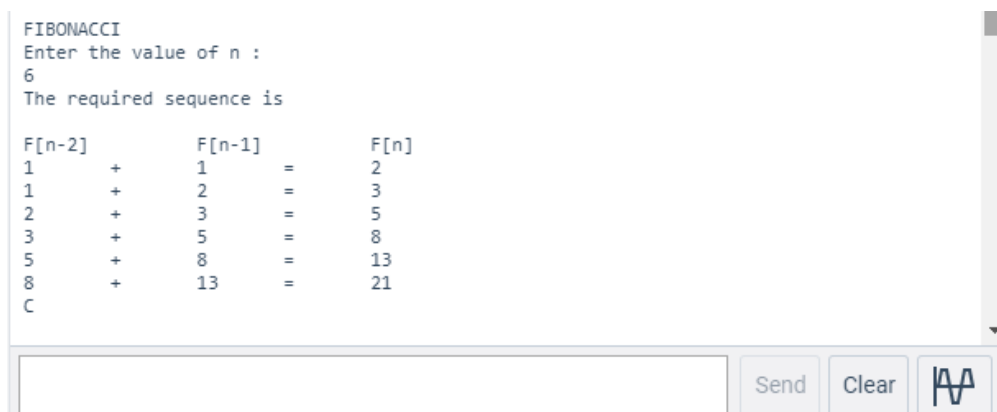 FIBONACCI
Enter the value of n :
6
The required sequence is
F[n-2] F[n-1] F[n]
1 + 1 = 2
1 + 2 = 3
2 + 3 = 5
3 + 5 = 8
5 + 8 = 13
8 + 13 = 21
C
Send Clear